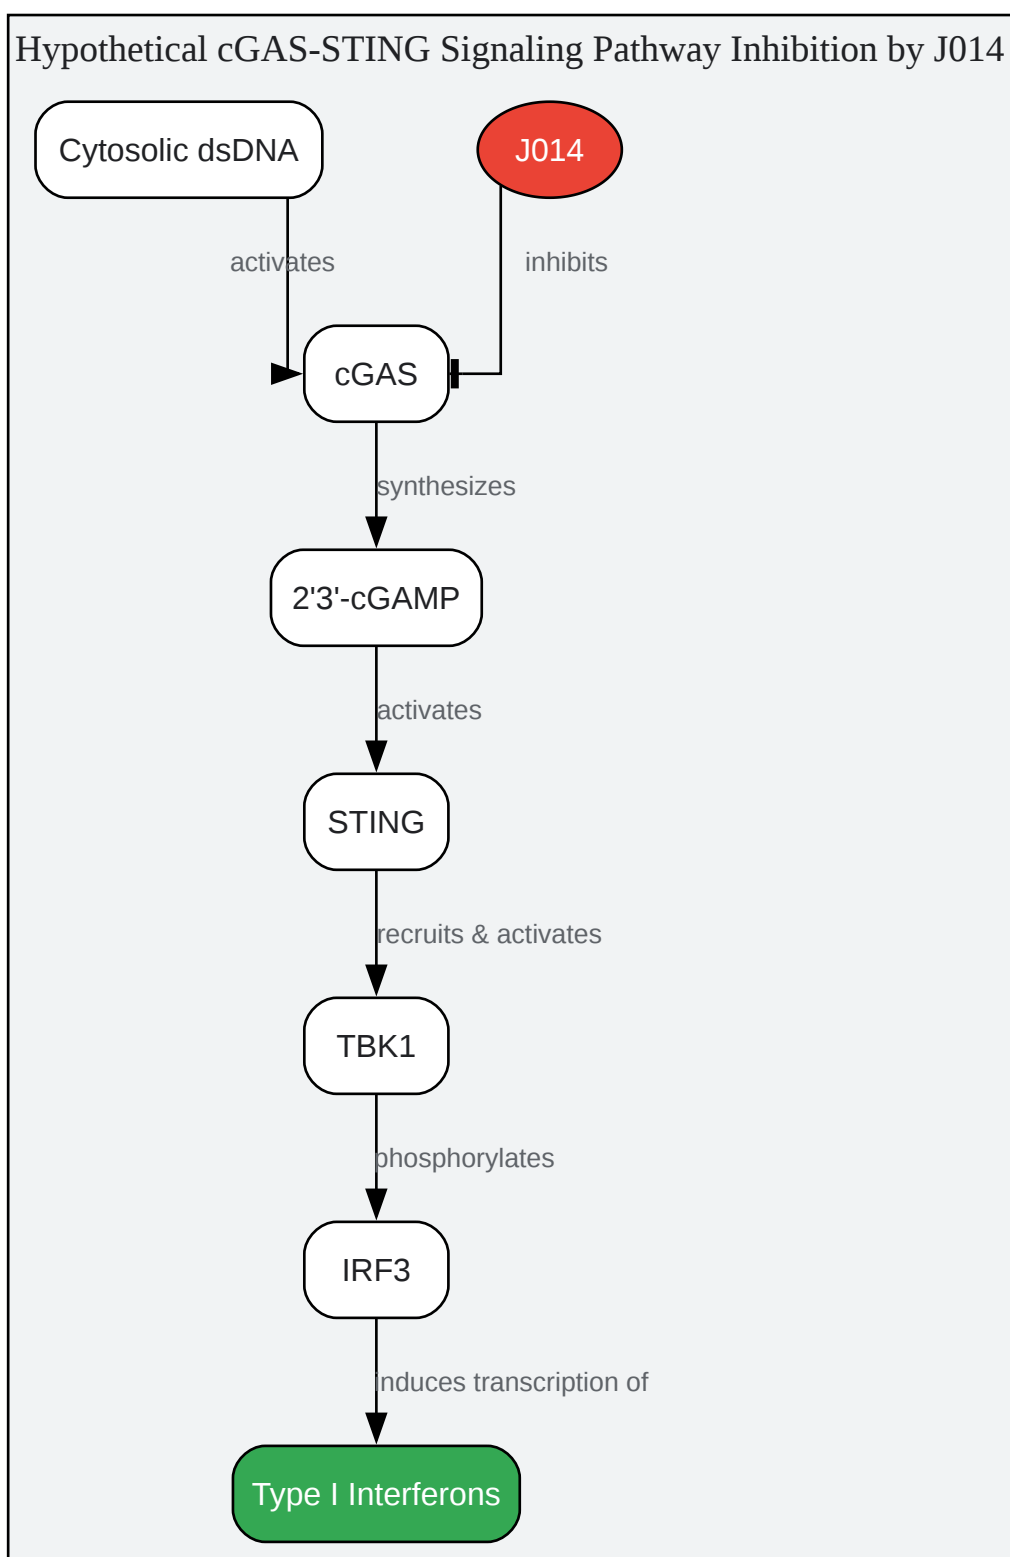 Hypothetical cGAS-STING Signaling Pathway Inhibition by J014
Cytosolic dsDNA
J014
activates
inhibits
cGAS
synthesizes
2'3'-cGAMP
activates
STING
recruits & activates
TBK1
phosphorylates
IRF3
induces transcription of
Type I Interferons